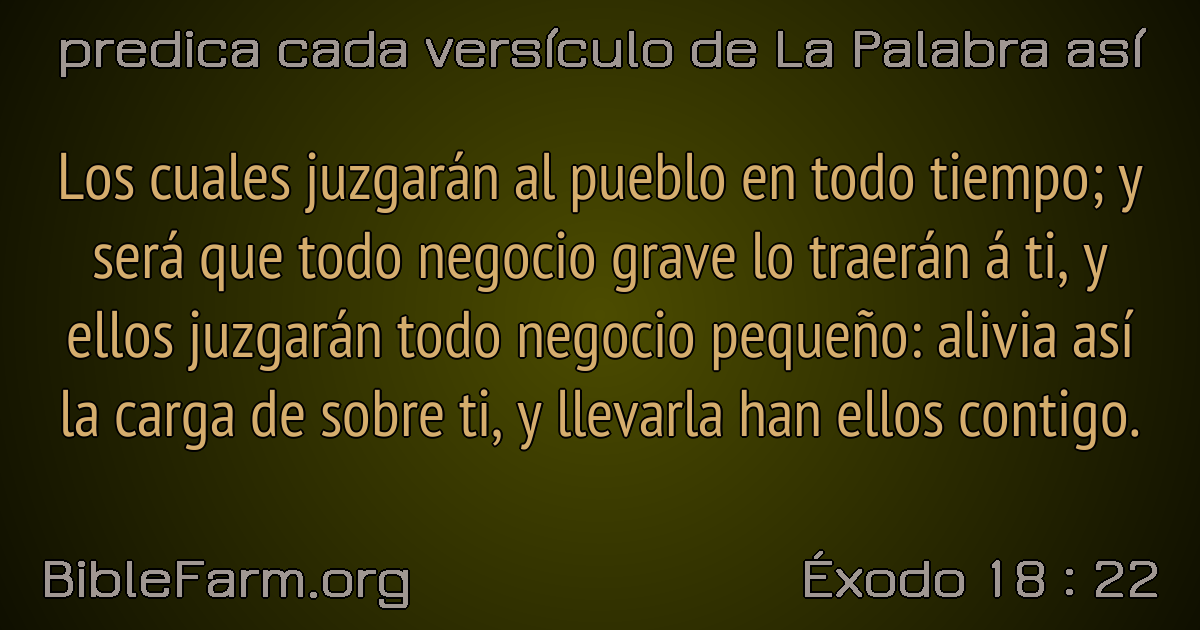 predica cada versículo de La Palabra así
Los cuales juzgarán al pueblo en todo tiempo; y
será que todo negocio grave lo traerán á ti, y
ellos juzgarán todo negocio pequeño: alivia así
la carga de sobre ti, y llevarla han ellos contigo.
BibleFarm.org
Éxodo 18 : 22